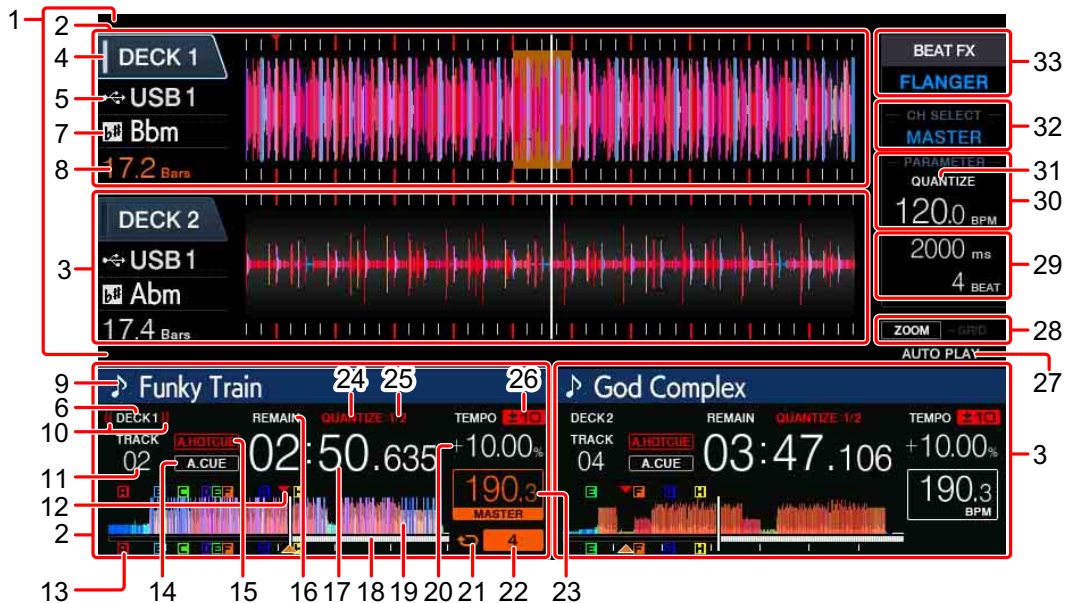 1
2
4
DECK 1
BEAT FX
33
FLANGER
5
USB 1
CH SELECT
32
MASTER
7
b# Bbm
PARAMETER
31
QUANTIZE
8
17.2 Bars
120.0 BPM
30
DECK 2
2000 ms
29
4 BEAT
3
USB 1
b# Abm
17.4 Bars
ZOOM
GRID
28
AUTO PLAY
27
9
Funky Train
24
25
26
God Complex
6
DECK 1
REMAIN
QUANTIZE 1/2
TEMPO ±10
DECK 2
REMAIN
QUANTIZE 1/2
TEMPO ±10
10
TRACK
A.HOTCUE
02:50.635
+10.00%
TRACK
A.HOTCUE
03:47.106
+10.00%
3
11
02
A.CUE
04
A.CUE
12
190.3
MASTER
190.3
BPM
2
4
13
14
15
16
17
18
19
20
21
22
23